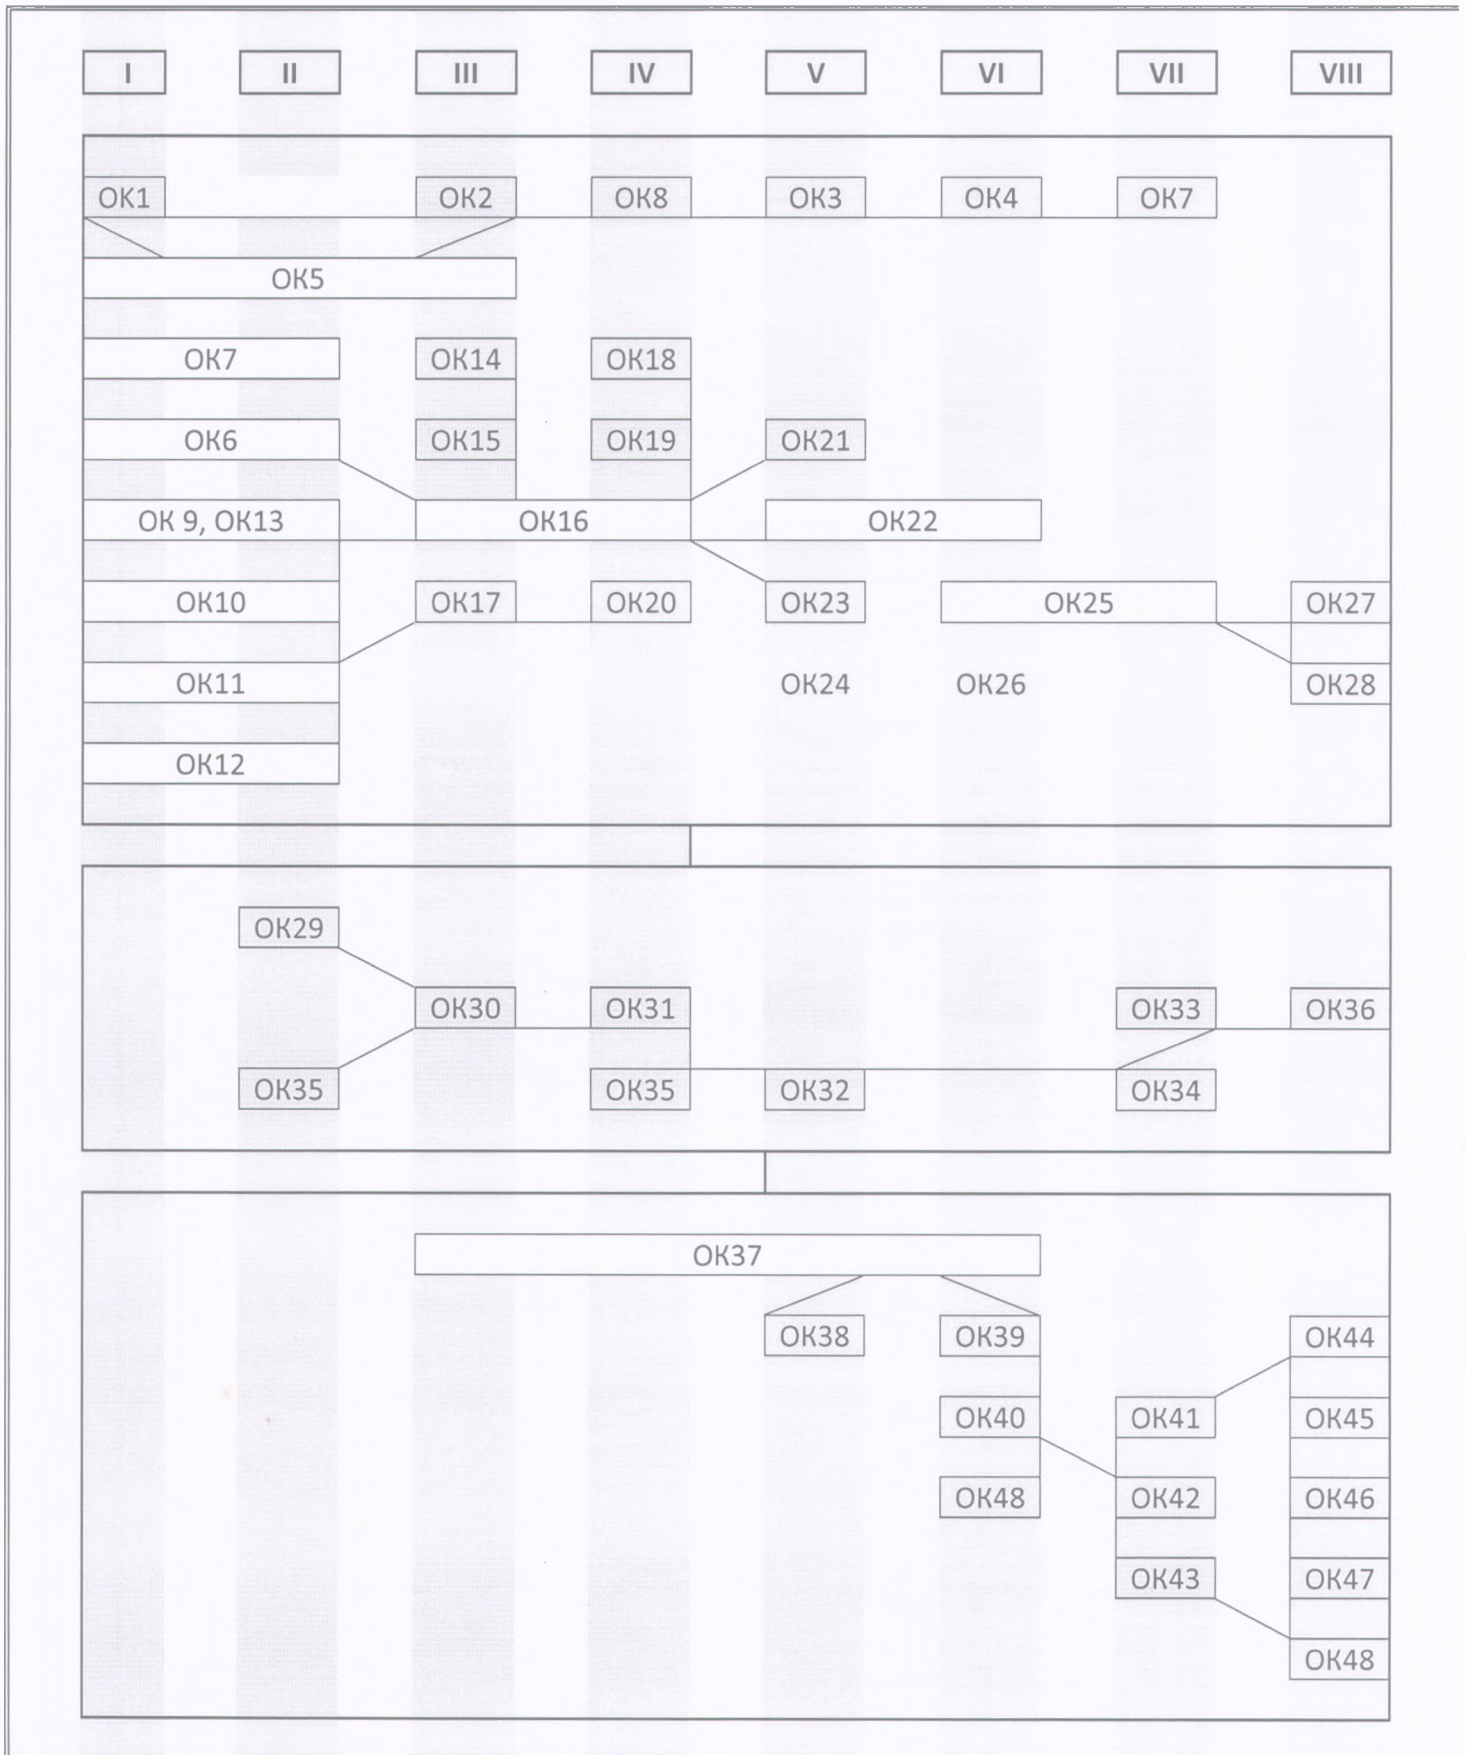 I II III IV V VI VII VIII
ОК1 ОК2 ОК8 ОК3 ОК4 ОК7
ОК5
ОК7 ОК14 ОК18
ОК6 ОК15 ОК19 ОК21
ОК 9, ОК13 ОК16 ОК22
ОК10 ОК17 ОК20 ОК23 ОК25 ОК27
ОК11 ОК24 ОК26 ОК28
ОК12
ОК29
ОК30 ОК31 ОК33 ОК36
ОК35 ОК35 ОК32 ОК34
ОК37
ОК38 ОК39 ОК44
ОК40 ОК41 ОК45
ОК48 ОК42 ОК46
ОК43 ОК47
ОК48